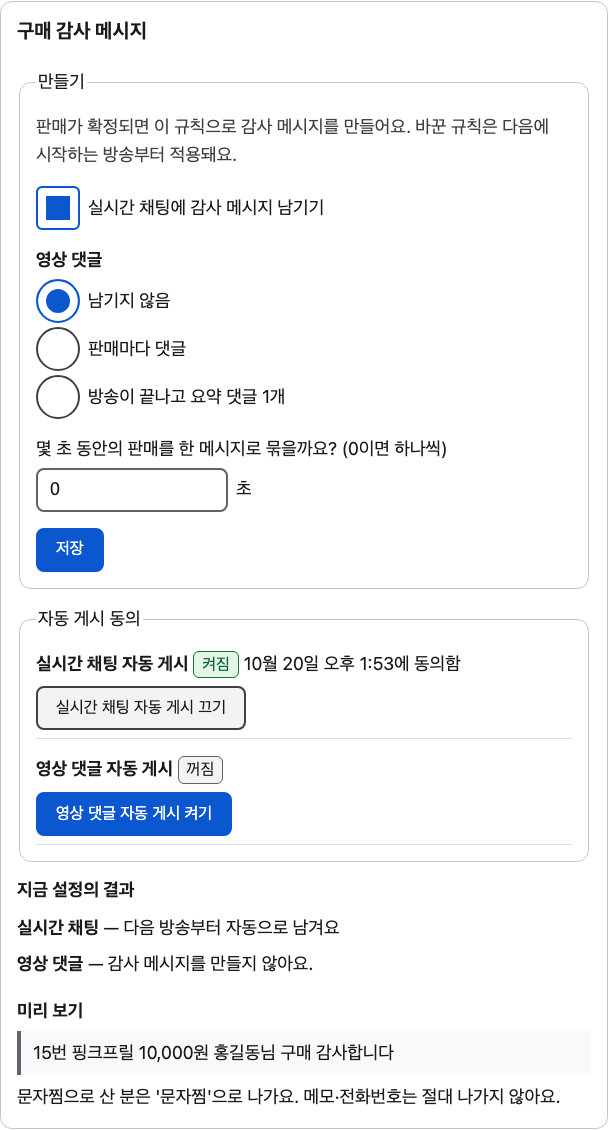 구매 감사 메시지
만들기
판매가 확정되면 이 규칙으로 감사 메시지를 만들어요. 바꾼 규칙은 다음에
시작하는 방송부터 적용돼요.
실시간 채팅에 감사 메시지 남기기
영상 댓글
남기지 않음
판매마다 댓글
방송이 끝나고 요약 댓글 1개
몇 초 동안의 판매를 한 메시지로 묶을까요? (0이면 하나씩)
0 초
저장
자동 게시 동의
실시간 채팅 자동 게시 켜짐 10월 20일 오후 1:53에 동의함
실시간 채팅 자동 게시 끄기
영상 댓글 자동 게시 꺼짐
영상 댓글 자동 게시 켜기
지금 설정의 결과
실시간 채팅 — 다음 방송부터 자동으로 남겨요
영상 댓글 — 감사 메시지를 만들지 않아요.
미리 보기
15번 핑크프릴 10,000원 홍길동님 구매 감사합니다
문자찜으로 산 분은 '문자찜'으로 나가요. 메모·전화번호는 절대 나가지 않아요.